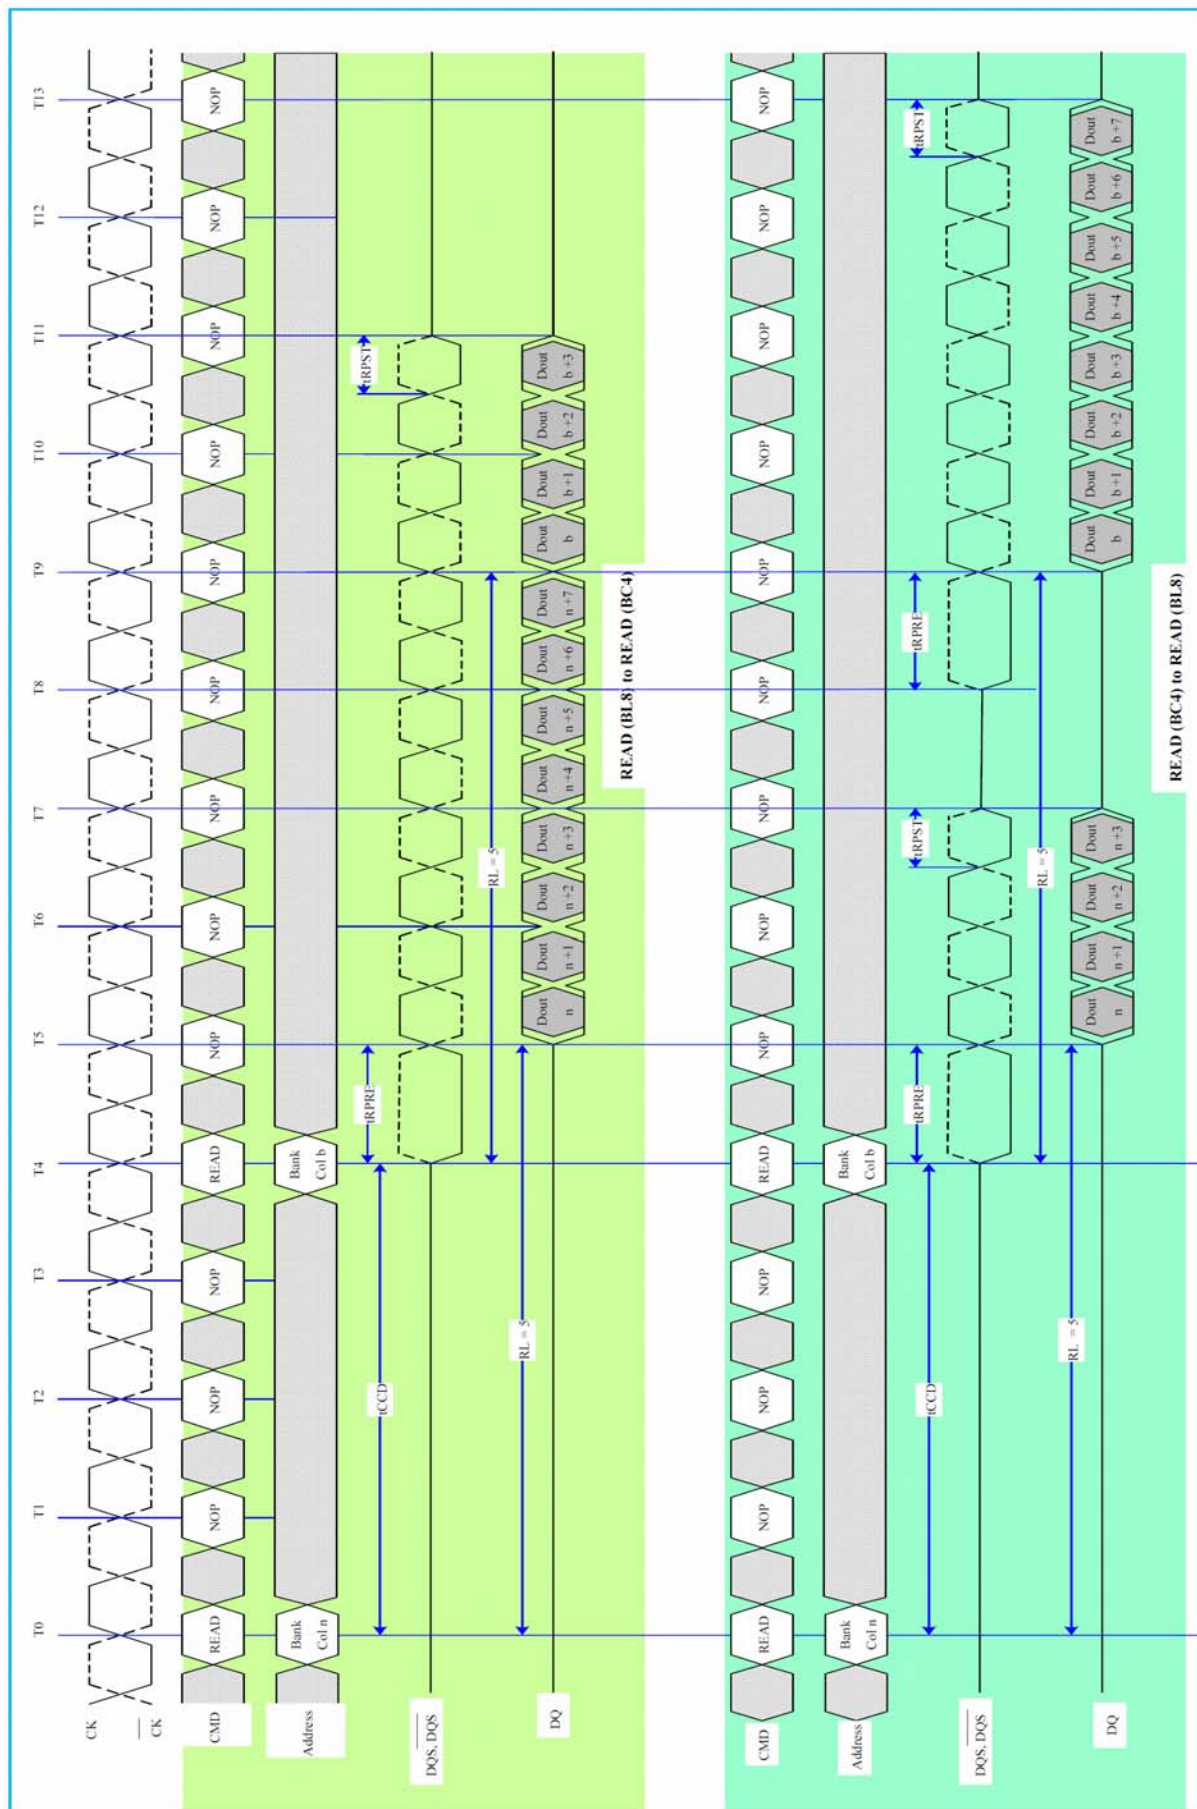 T0 T1 T2 T3 T4 T5 T6 T7 T8 T9 T10 T11 T12 T13
CK
CK
CMD READ NOP NOP NOP READ NOP NOP NOP NOP NOP NOP NOP NOP NOP
Address
Bank Col n
Bank Col b
tCCD
tRPRE
tRPST
DQS, DQS
RL = 5
RL = 5
DQ
Dout n
Dout n +1
Dout n +2
Dout n +3
Dout n +4
Dout n +5
Dout n +6
Dout n +7
Dout b
Dout b +1
Dout b +2
Dout b +3
READ (BL8) to READ (BC4)
CMD READ NOP NOP NOP READ NOP NOP NOP NOP NOP NOP NOP NOP NOP
Address
Bank Col n
Bank Col b
tCCD
tRPRE
tRPST
tRPRE
tRPST
DQS, DQS
RL = 5
RL = 5
DQ
Dout n
Dout n +1
Dout n +2
Dout n +3
Dout b
Dout b +1
Dout b +2
Dout b +3
Dout b +4
Dout b +5
Dout b +6
Dout b +7
READ (BC4) to READ (BL8)